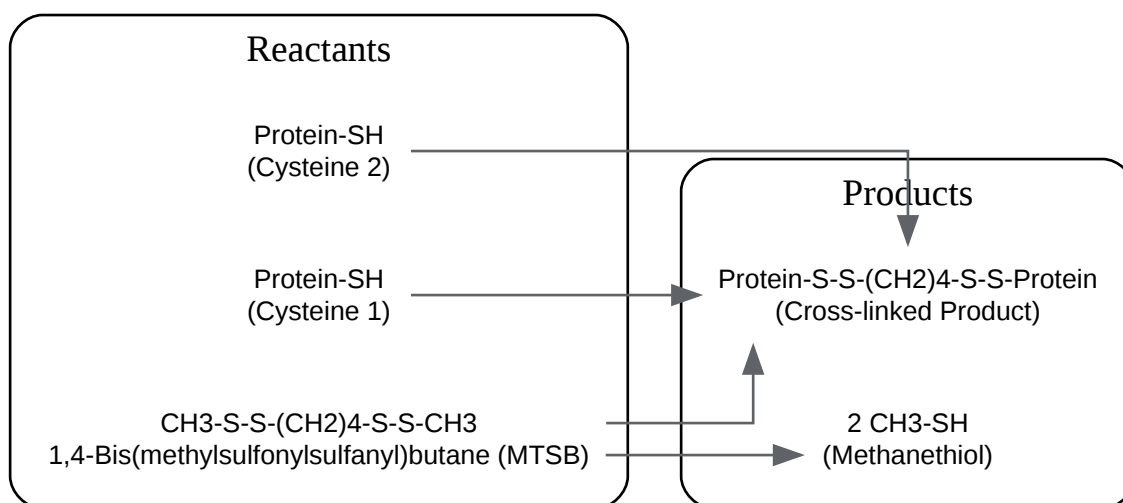 Reactants
Protein-SH
(Cysteine 2)
Protein-SH
(Cysteine 1)
CH3-S-S-(CH2)4-S-S-CH3
1,4-Bis(methylsulfonylsulfanyl)butane (MTSB)
Products
Protein-S-S-(CH2)4-S-S-Protein
(Cross-linked Product)
2 CH3-SH
(Methanethiol)